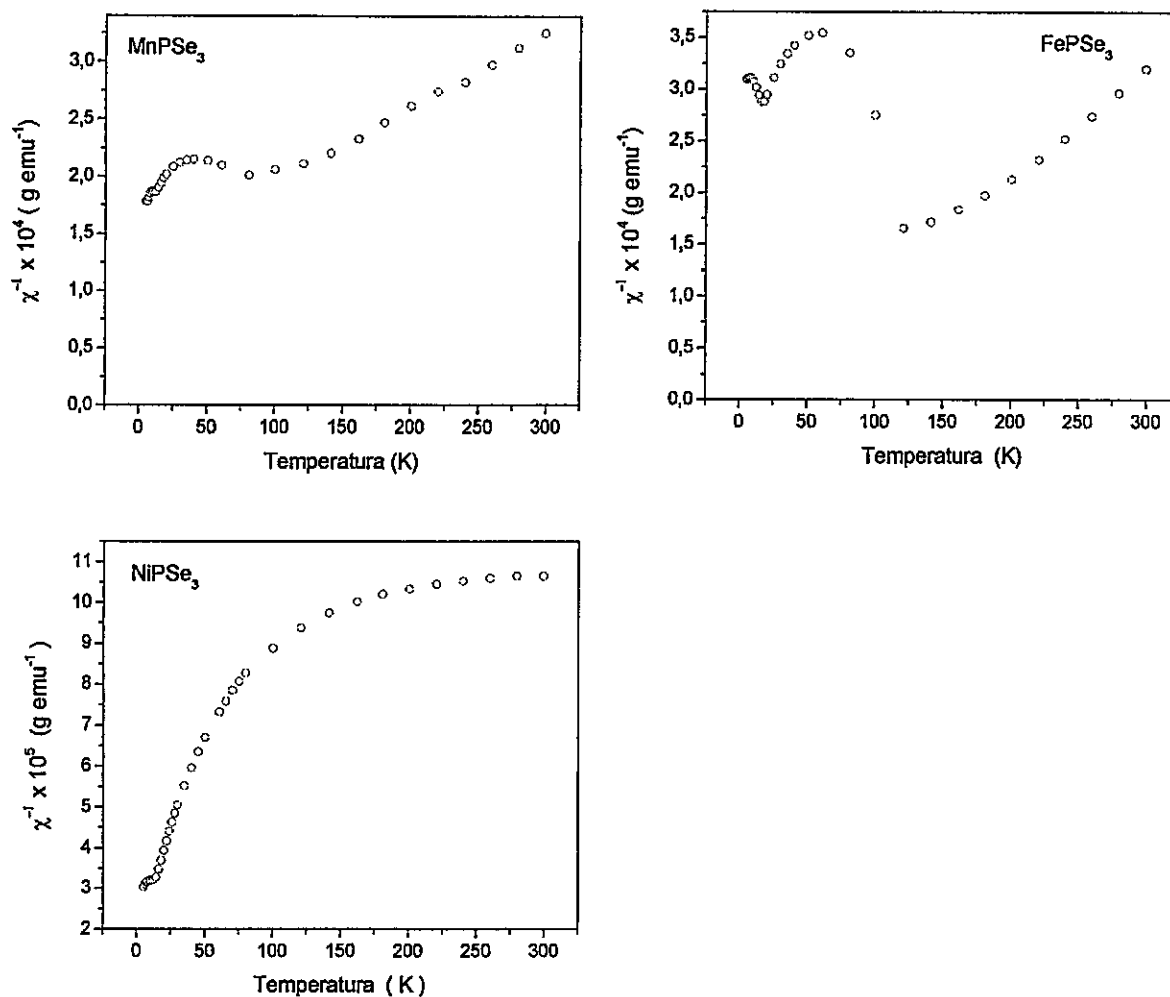 MnPSe₃
3,0
2,5
2,0
1,5
1,0
0,5
0,0
χ⁻¹ x 10⁴ ( g emu⁻¹)
0 50 100 150 200 250 300
Temperatura (K)
FePSe₃
3,5
3,0
2,5
2,0
1,5
1,0
0,5
0,0
χ⁻¹ x 10⁴ (g emu⁻¹)
0 50 100 150 200 250 300
Temperatura (K)
NiPSe₃
11
10
9
8
7
6
5
4
3
2
χ⁻¹ x 10⁵ (g emu⁻¹ )
0 50 100 150 200 250 300
Temperatura ( K )